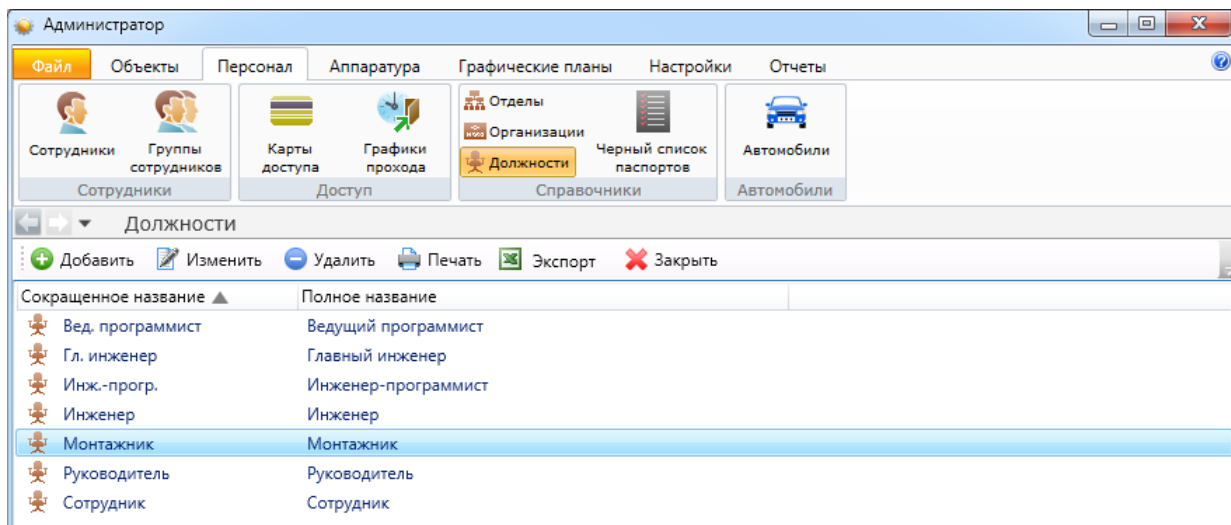 Администратор
Файл Объекты Персонал Аппаратура Графические планы Настройки Отчеты
Сотрудники
Группы сотрудников
Сотрудники
Карты доступа
Графики прохода
Доступ
Отделы
Организации
Должности
Черный список паспортов
Справочники
Автомобили
Автомобили
Должности
Добавить Изменить Удалить Печать Экспорт Закрыть
Сокращенное название Полное название
Вед. программист Ведущий программист
Гл. инженер Главный инженер
Инж.-прогр. Инженер-программист
Инженер Инженер
Монтажник Монтажник
Руководитель Руководитель
Сотрудник Сотрудник